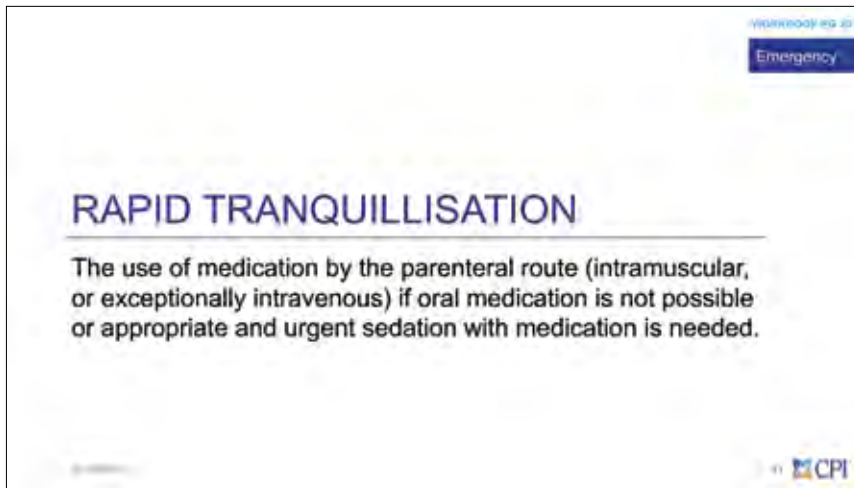 Emergency
RAPID TRANQUILLISATION
The use of medication by the parenteral route (intramuscular,
or exceptionally intravenous) if oral medication is not possible
or appropriate and urgent sedation with medication is needed.
CPI